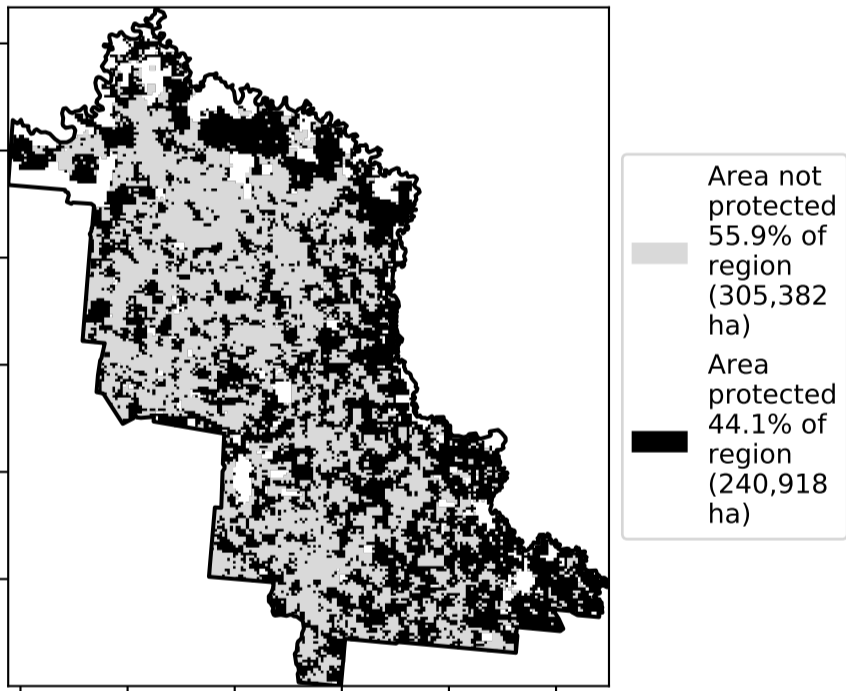 Area not
protected
55.9% of
region
(305,382
ha)
Area
protected
44.1% of
region
(240,918
ha)